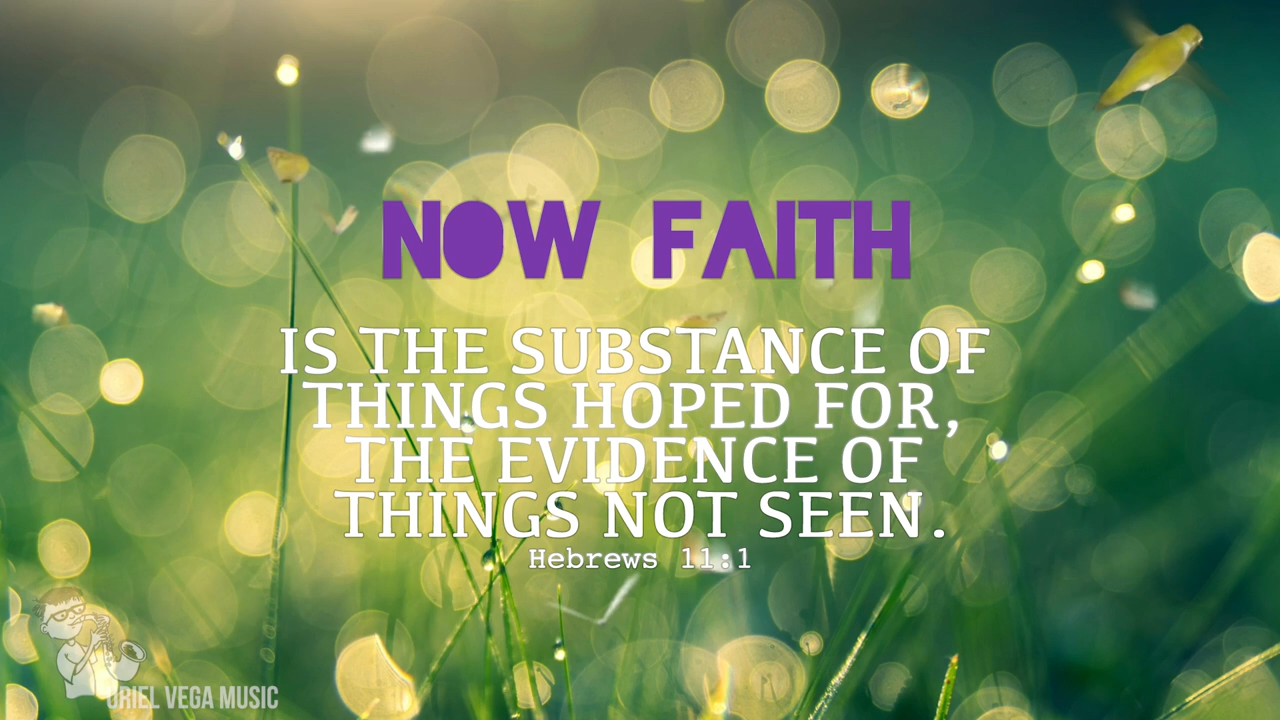 NOW FAITH
IS THE SUBSTANCE OF
THINGS HOPED FOR,
THE EVIDENCE OF
THINGS NOT SEEN.
Hebrews 11:1
URIEL VEGA MUSIC